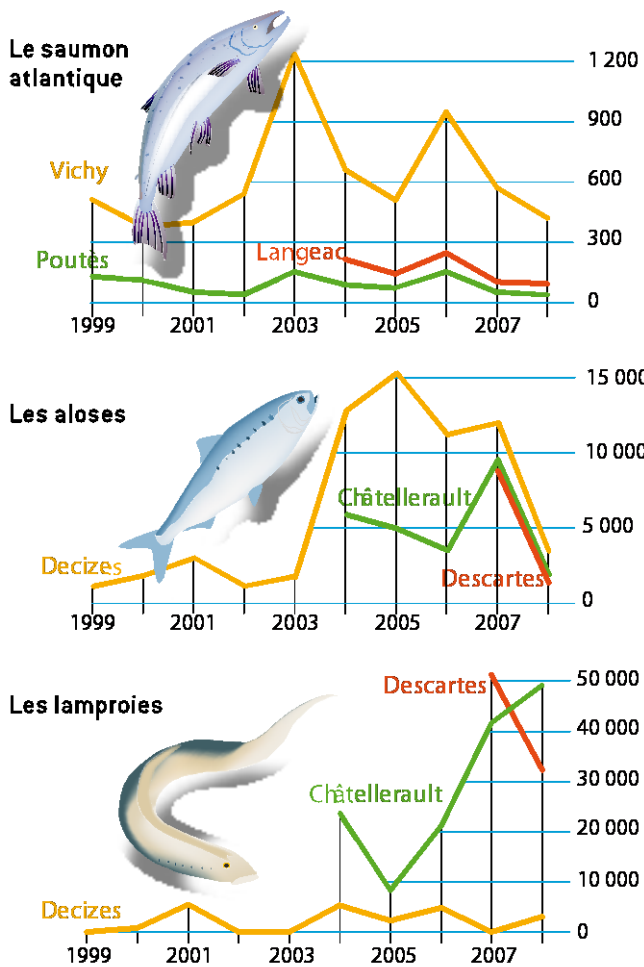 Le saumon
atlantique
1 200
900
600
300
0
Vichy
Poutès
Langeac
1999 2001 2003 2005 2007
Les aloses
15 000
10 000
5 000
0
Châtellerault
Decizes
Descartes
1999 2001 2003 2005 2007
Les lamproies
Descartes
50 000
40 000
30 000
20 000
10 000
0
Châtellerault
Decizes
1999 2001 2003 2005 2007